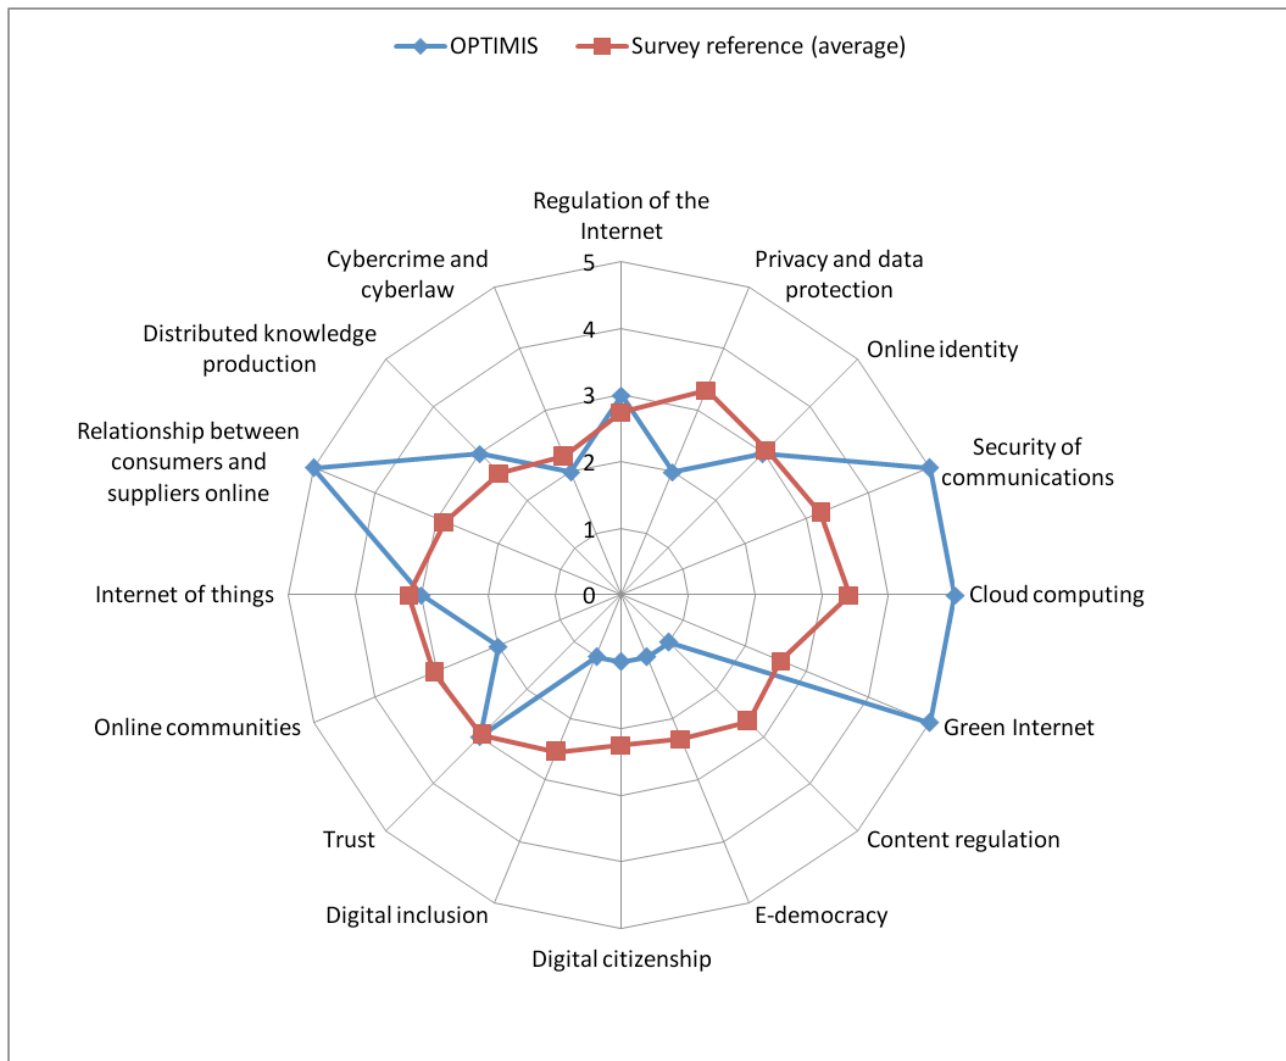 OPTIMIS
Survey reference (average)
Regulation of the
Internet
Privacy and data
protection
Online identity
Security of
communications
Cloud computing
Green Internet
Content regulation
E-democracy
Digital citizenship
Digital inclusion
Trust
Online communities
Internet of things
Relationship between
consumers and
suppliers online
Distributed knowledge
production
Cybercrime and
cyberlaw
5
4
3
2
1
0